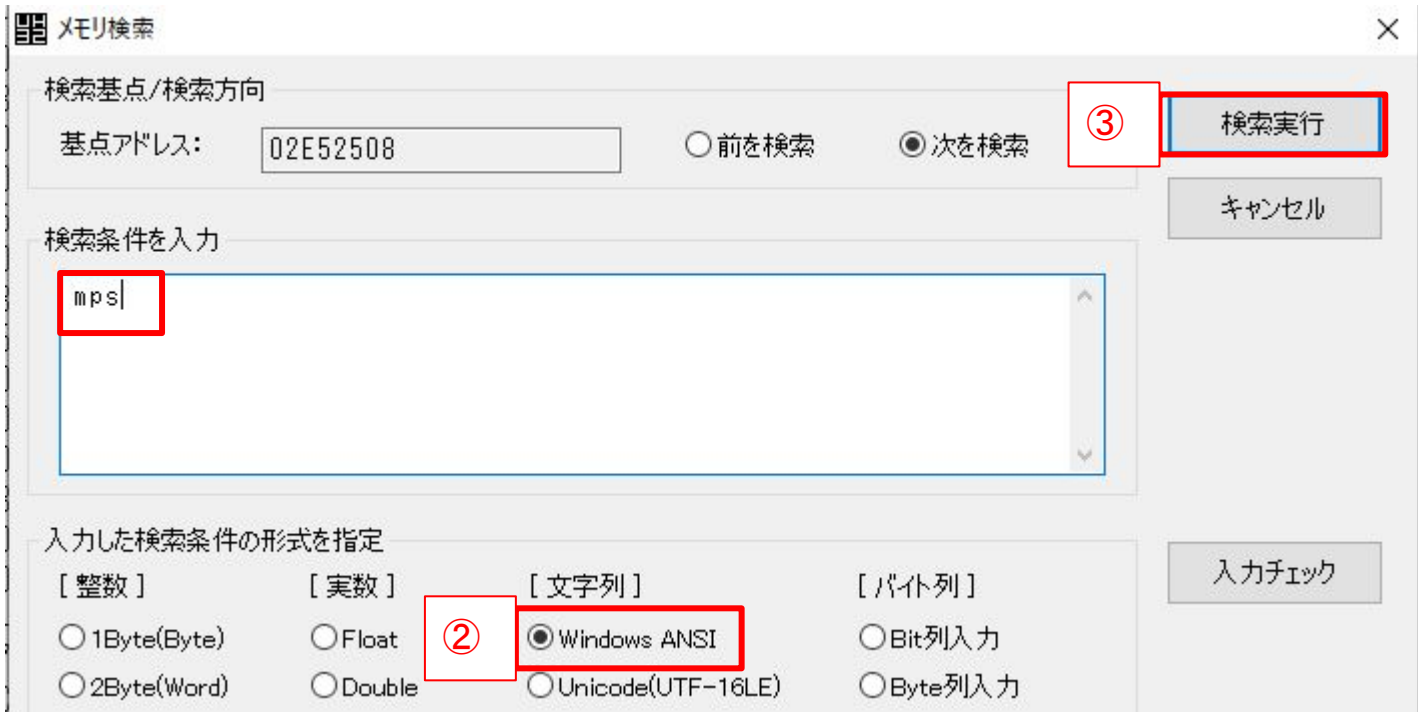 メモリ検索
検索基点/検索方向
基点アドレス: 02E52508 前を検索 次を検索
③ 検索実行
キャンセル
検索条件を入力
mps
入力した検索条件の形式を指定
入力チェック
[ 整数 ] [ 実数 ] [ 文字列 ] [ バイト列 ]
1Byte(Byte) Float ② Windows ANSI Bit列入力
2Byte(Word) Double Unicode(UTF-16LE) Byte列入力